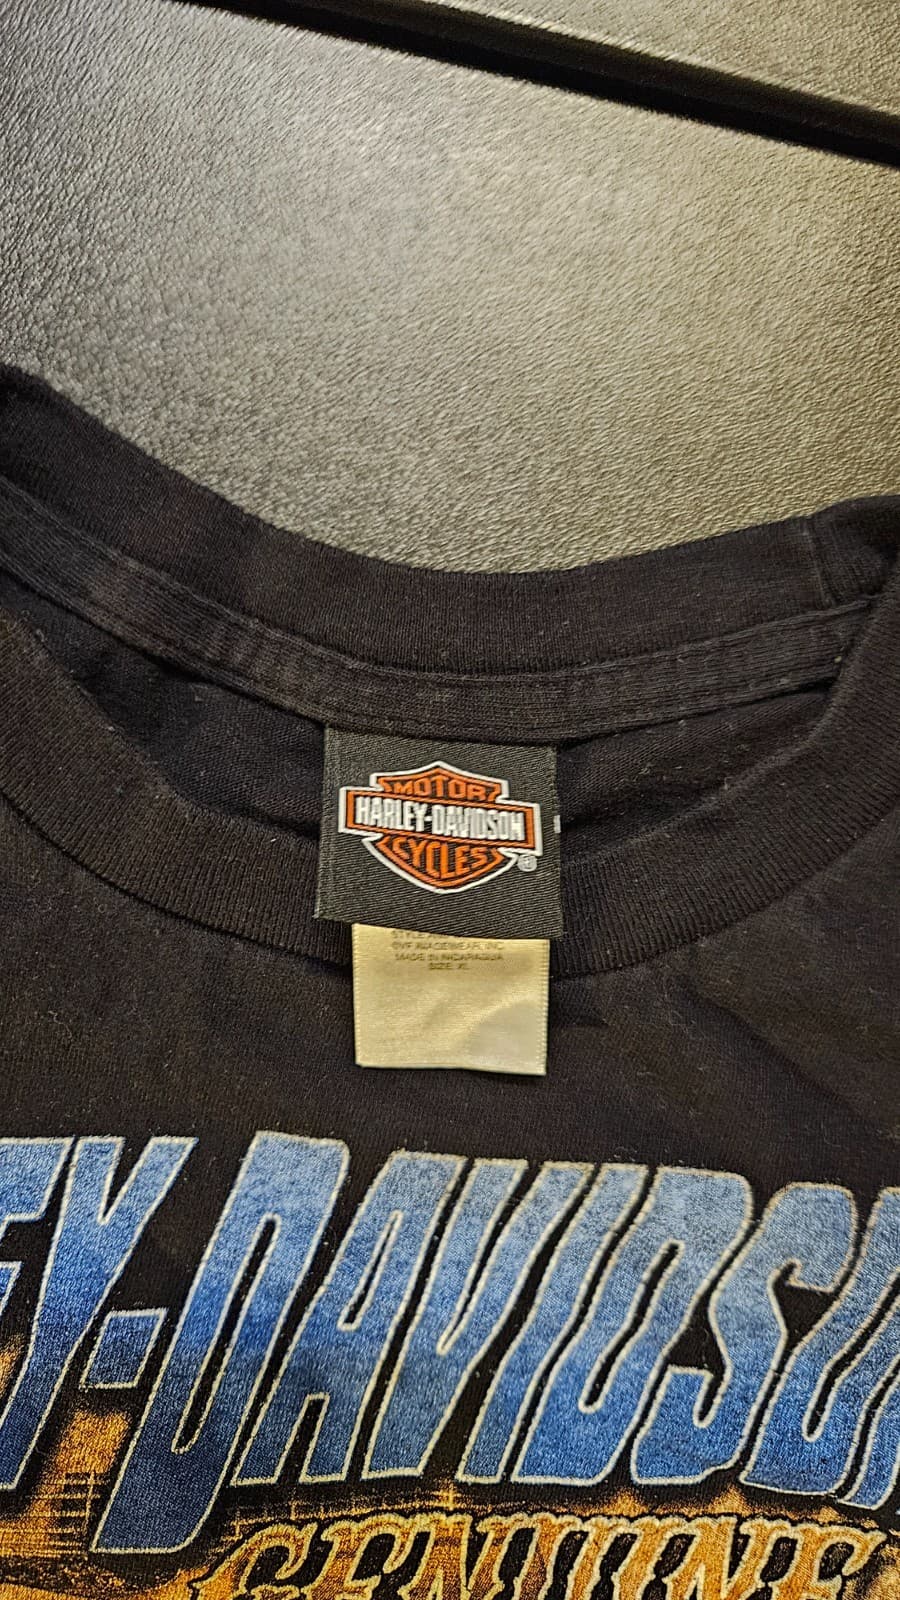 MOTOR
HARLEY-DAVIDSON
CYCLES
®
STYLE
©VF IMAGEWEAR, INC
MADE IN NICARAGUA
SIZE XL
EY-DAVIDSO
GENUINE